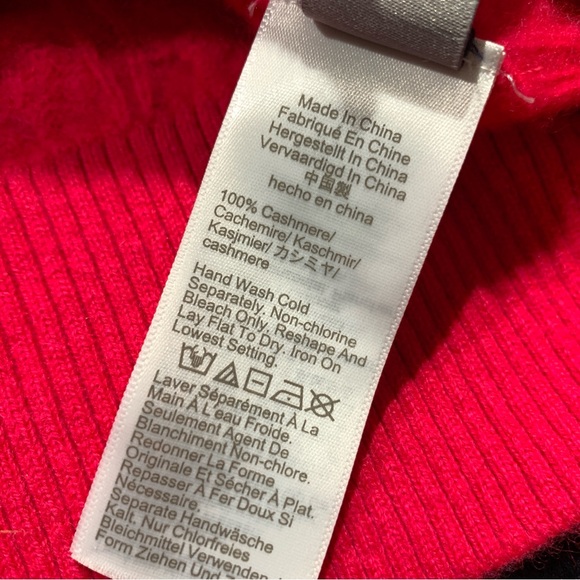 Made In China
Fabriqué En Chine
Hergestellt In China
Vervaardigd In China
中国製
hecho en china
100% Cashmere/
Cachemire/ Kaschmir/
Kasjmier/ カシミヤ/
cashmere
Hand Wash Cold
Separately. Non-chlorine
Bleach Only. Reshape And
Lay Flat To Dry. Iron On
Lowest Setting.
Laver Séparément À La
Main À L'eau Froide.
Seulement Agent De
Blanchiment Non-chlore.
Redonner La Forme
Originale Et Sécher À Plat.
Repasser À Fer Doux Si
Nécessaire.
Separate Handwäsche
Kalt. Nur Chlorfreies
Bleichmittel Verwenden.
Form Ziehen Und